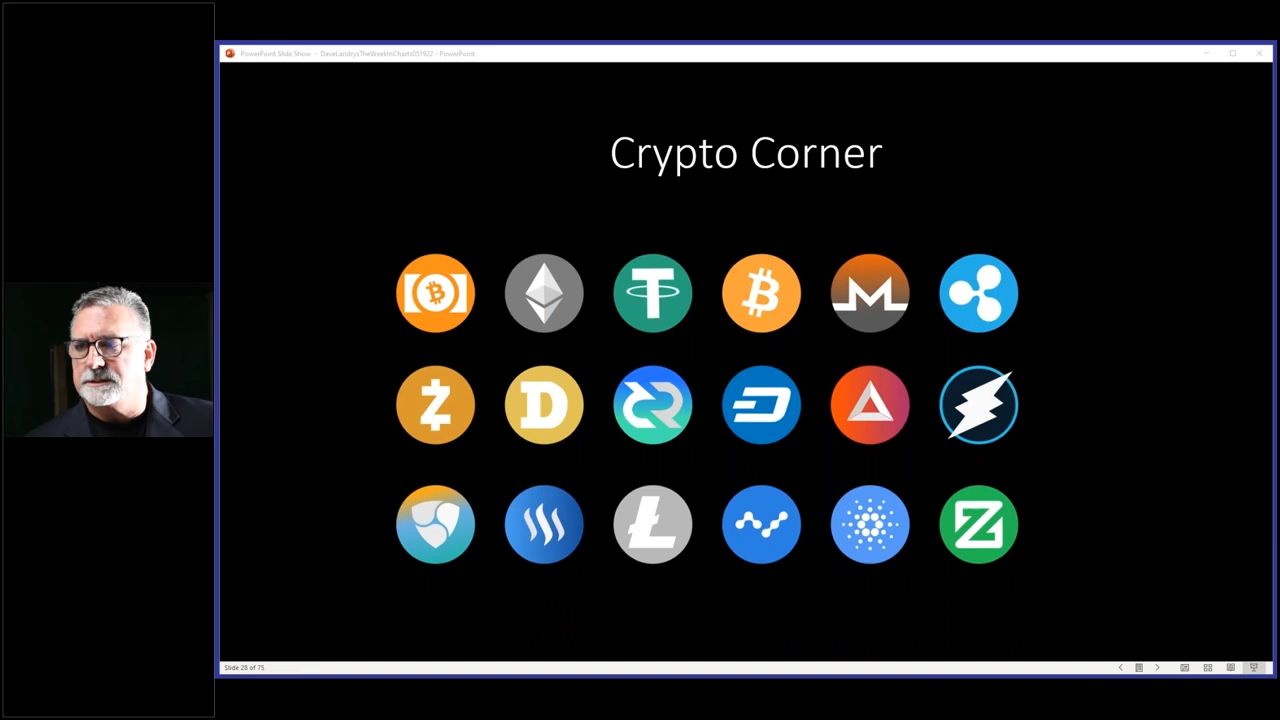 PowerPoint Slide Show - DaveLandrysTheWeekInCharts051922 - PowerPoint
Crypto Corner
Slide 28 of 75